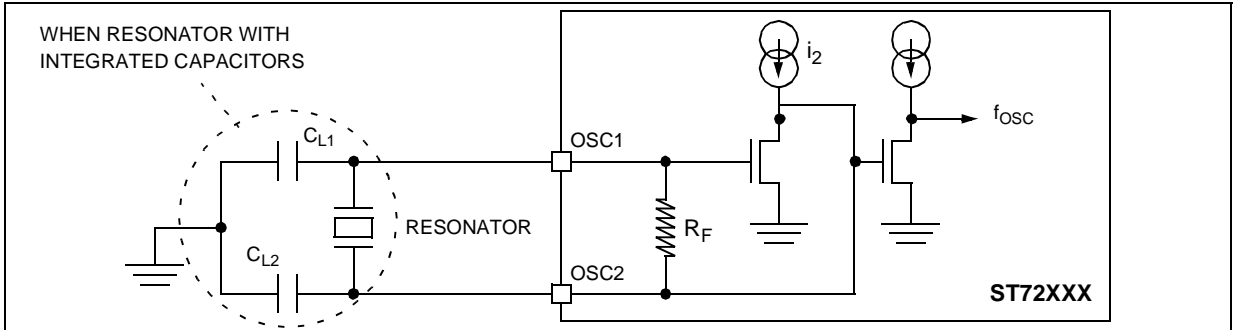 WHEN RESONATOR WITH
INTEGRATED CAPACITORS
i2
fOSC
CL1
OSC1
RESONATOR
RF
CL2
OSC2
ST72XXX